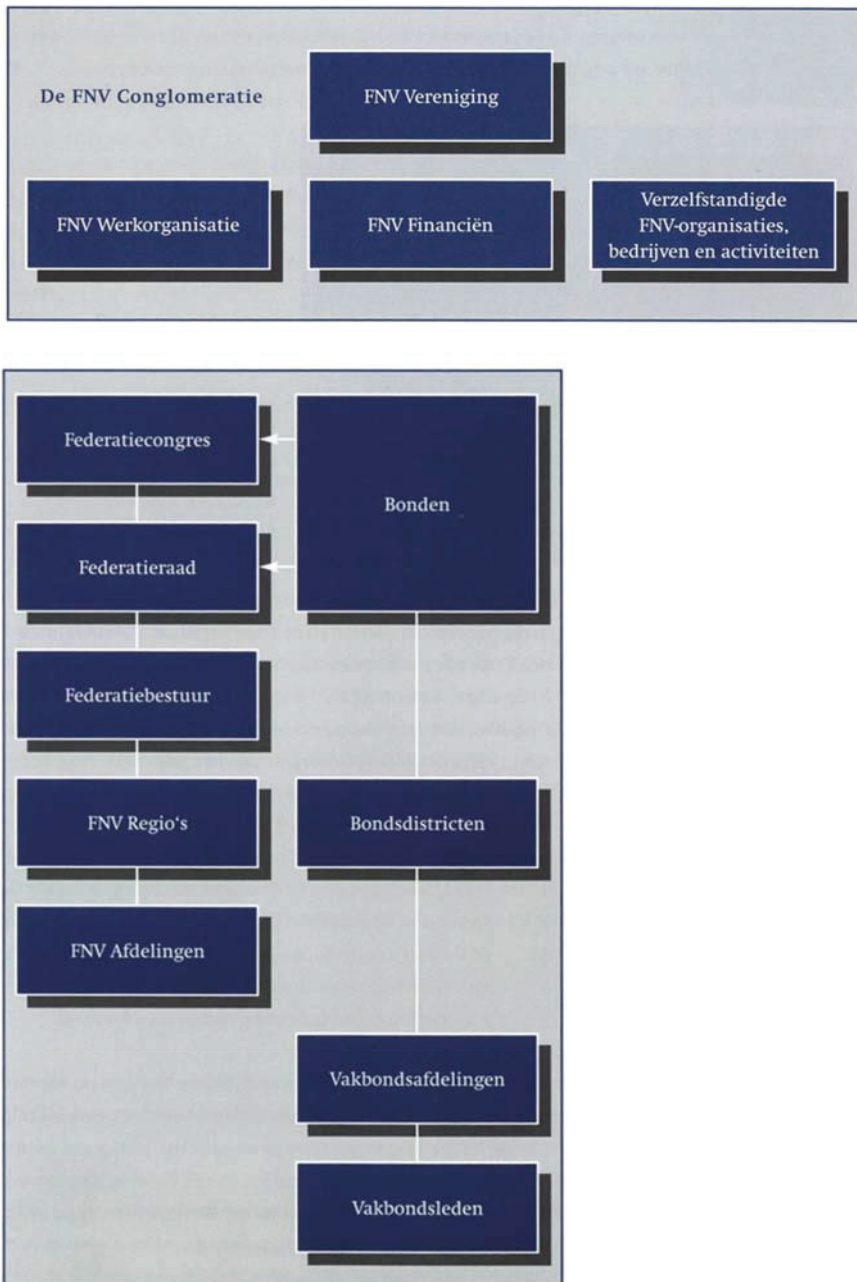 De FNV Conglomeratie
FNV Vereniging
FNV Werkorganisatie
FNV Financiën
Verzelfstandigde
FNV-organisaties,
bedrijven en activiteiten
Federatiecongres
Bonden
Federatieraad
Federatiebestuur
FNV Regio‘s
Bondsdistricten
FNV Afdelingen
Vakbondsafdelingen
Vakbondsleden